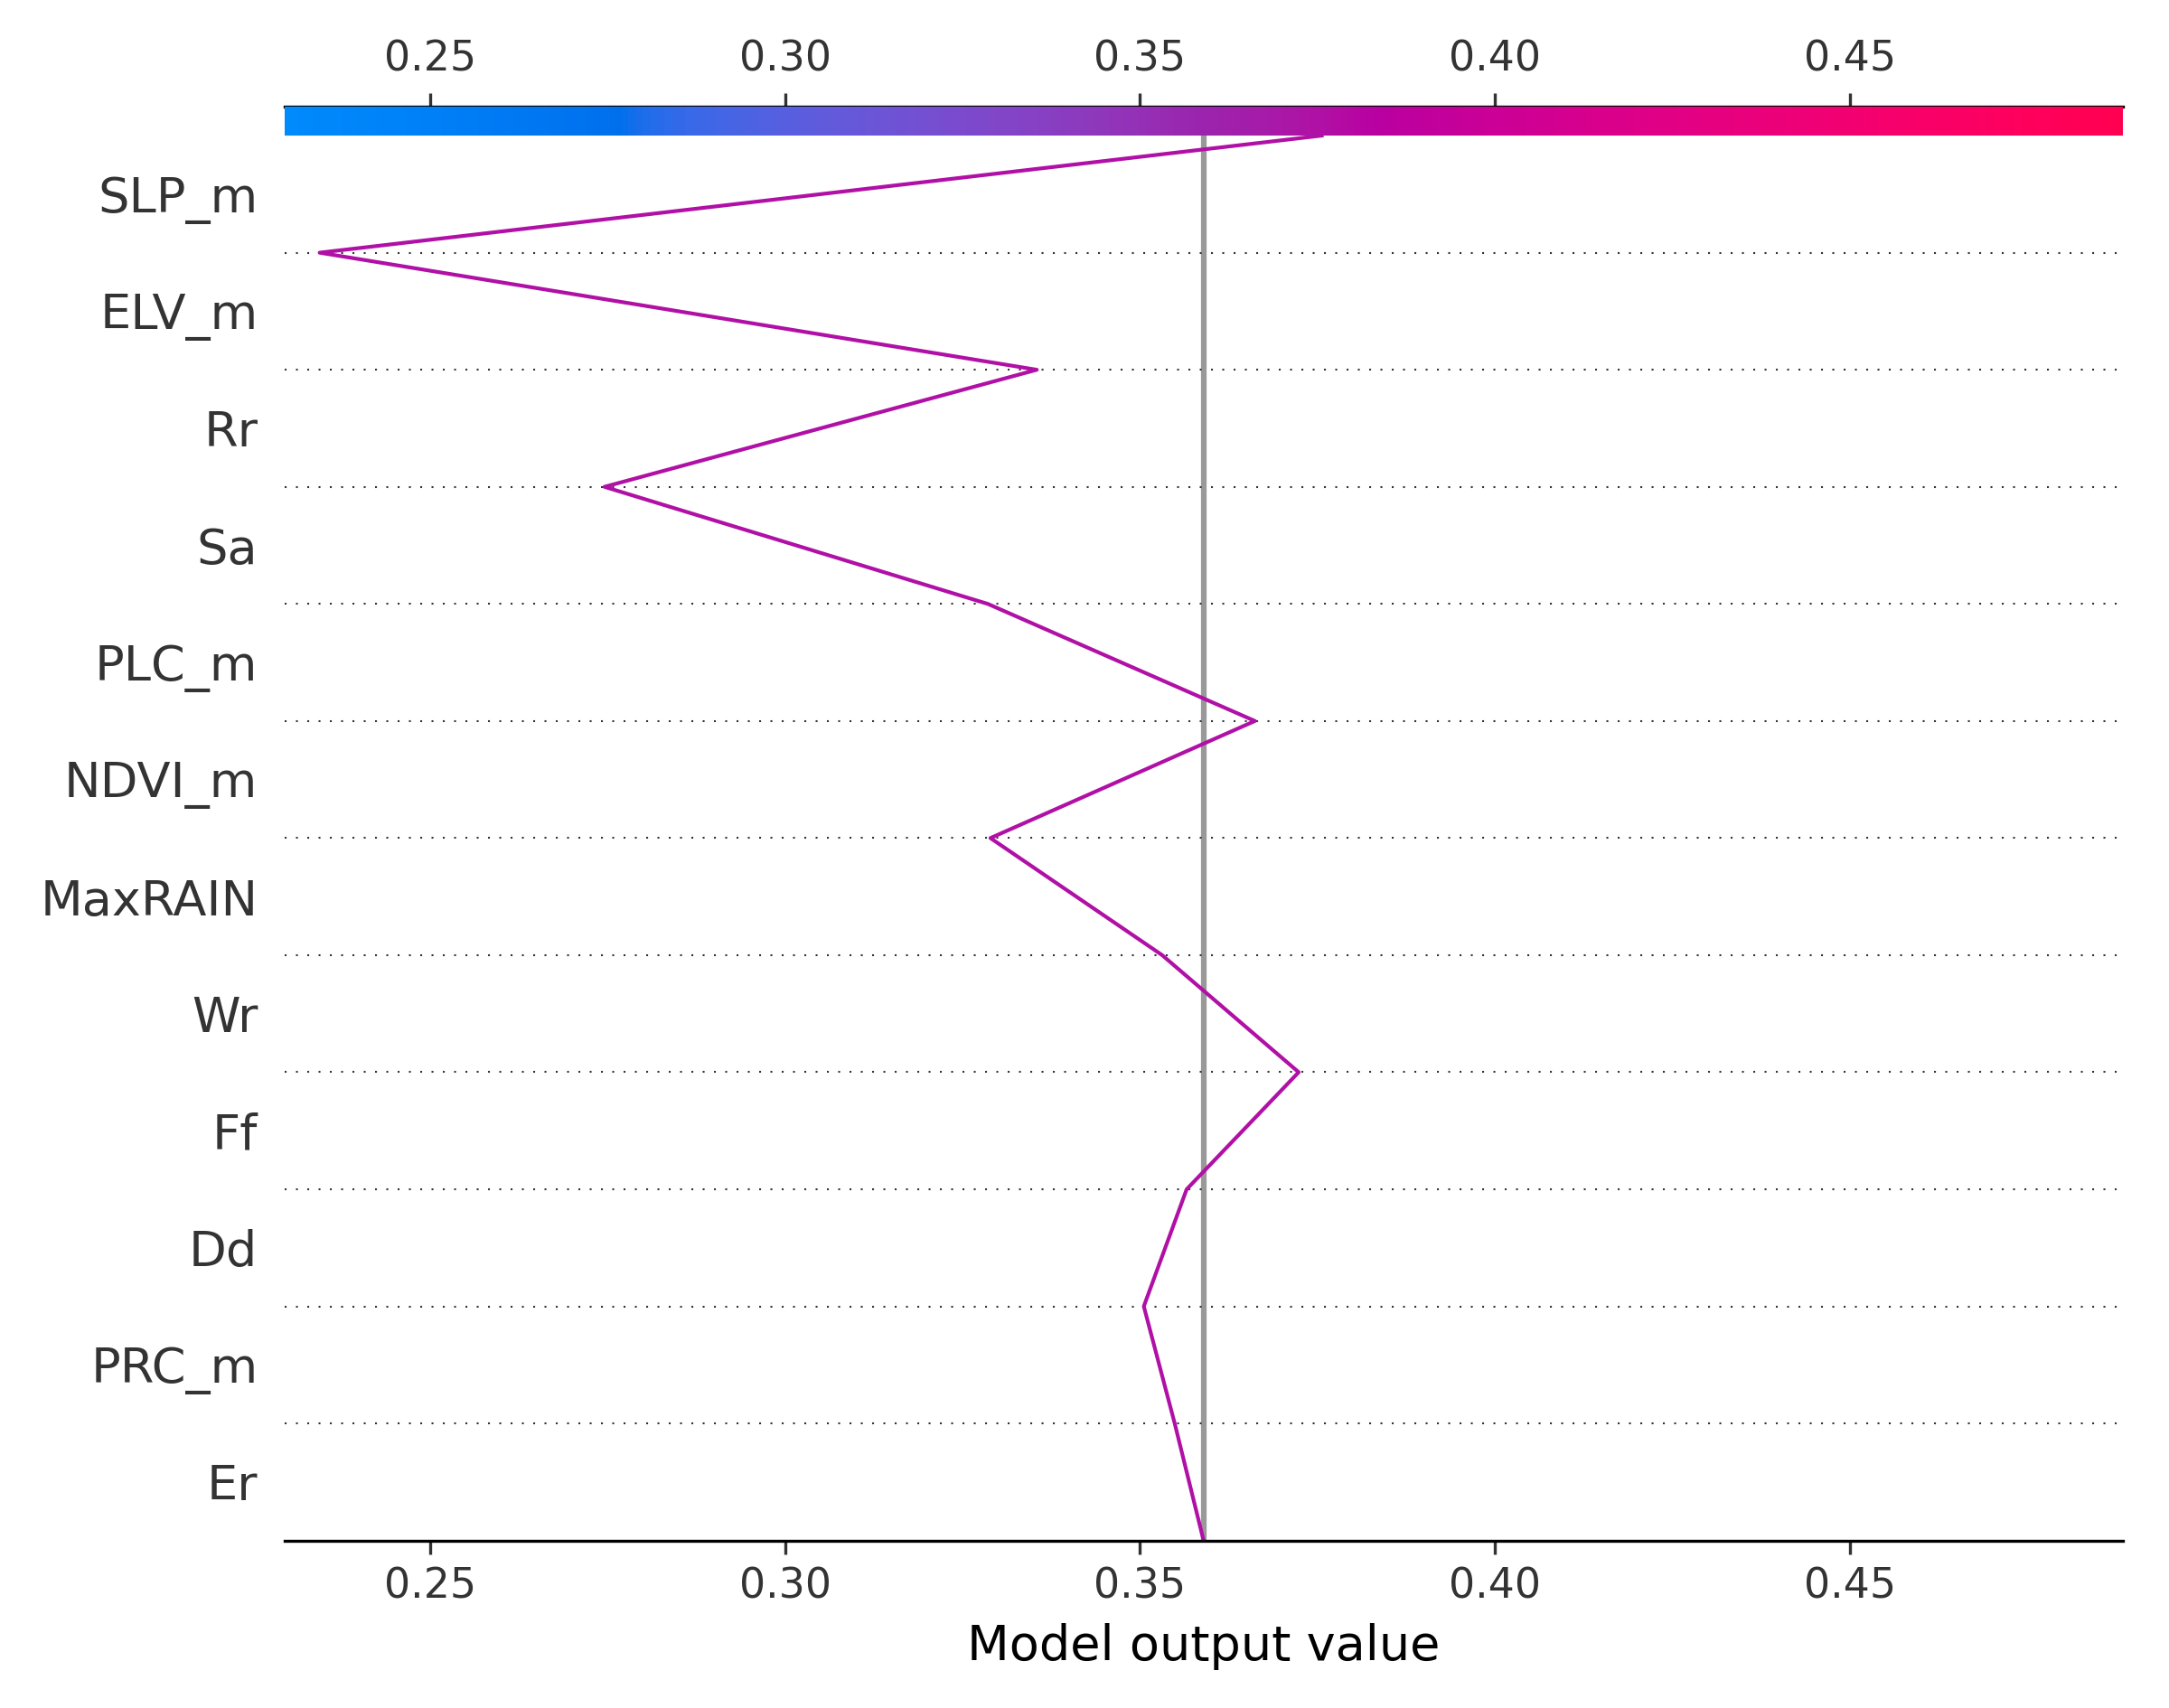 0.25 0.30 0.35 0.40 0.45
SLP_m
ELV_m
Rr
Sa
PLC_m
NDVI_m
MaxRAIN
Wr
Ff
Dd
PRC_m
Er
0.25 0.30 0.35 0.40 0.45
Model output value